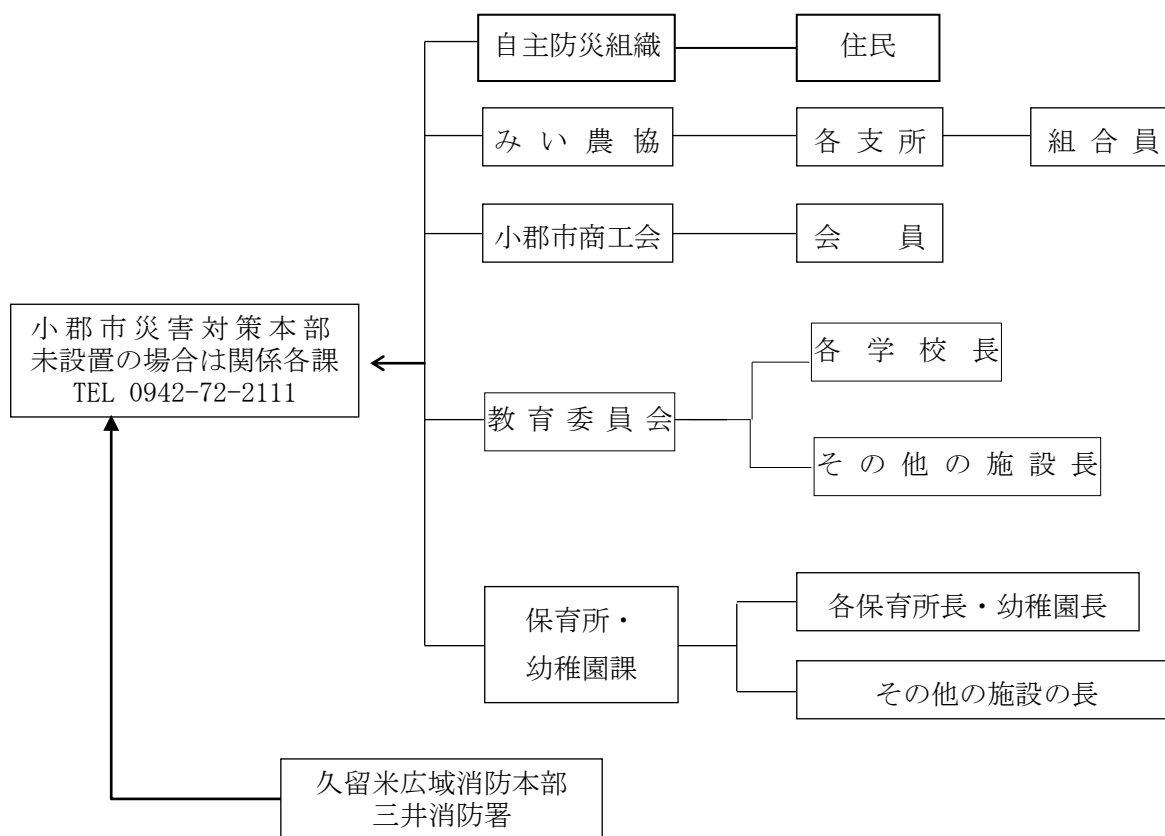 自主防災組織
住民
みい農協
各支所
組合員
小郡市商工会
会員
小郡市災害対策本部
未設置の場合は関係各課
TEL 0942-72-2111
各学校長
教育委員会
その他の施設長
保育所・
幼稚園課
各保育所長・幼稚園長
その他の施設の長
久留米広域消防本部
三井消防署